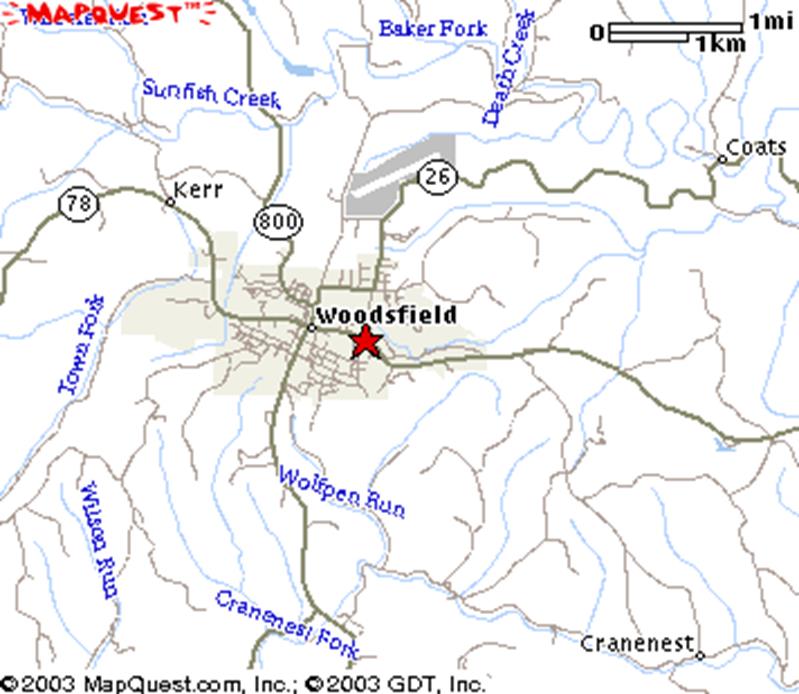 MAPQUEST™
Baker Fork
Death Creek
0
1mi
1km
Sunfish Creek
Coats
26
Kerr
78
800
Woodsfield
Town Fork
Wolfpen Run
Wilson Run
Cranenest Fork
Cranenest
©2003 MapQuest.com, Inc.; ©2003 GDT, Inc.